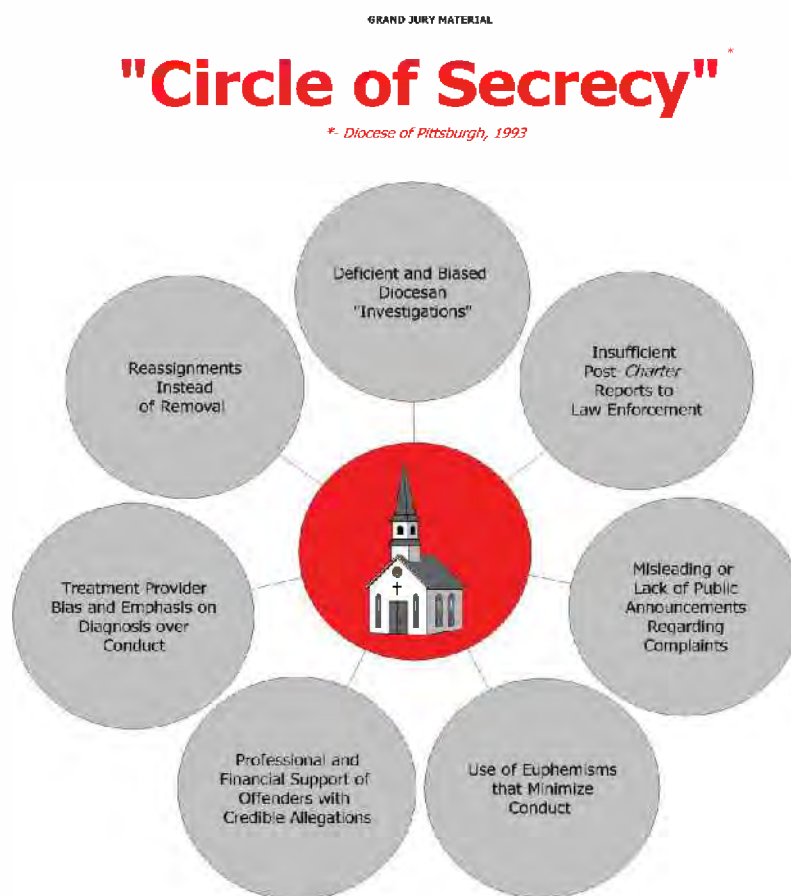 GRAND JURY MATERIAL
"Circle of Secrecy" *
*- Diocese of Pittsburgh, 1993
Deficient and Biased
Diocesan
"Investigations"
Insufficient
Post-Charter
Reports to
Law Enforcement
Misleading or
Lack of Public
Announcements
Regarding
Complaints
Use of Euphemisms
that Minimize
Conduct
Professional and
Financial Support of
Offenders with
Credible Allegations
Treatment Provider
Bias and Emphasis on
Diagnosis over
Conduct
Reassignments
Instead
of Removal